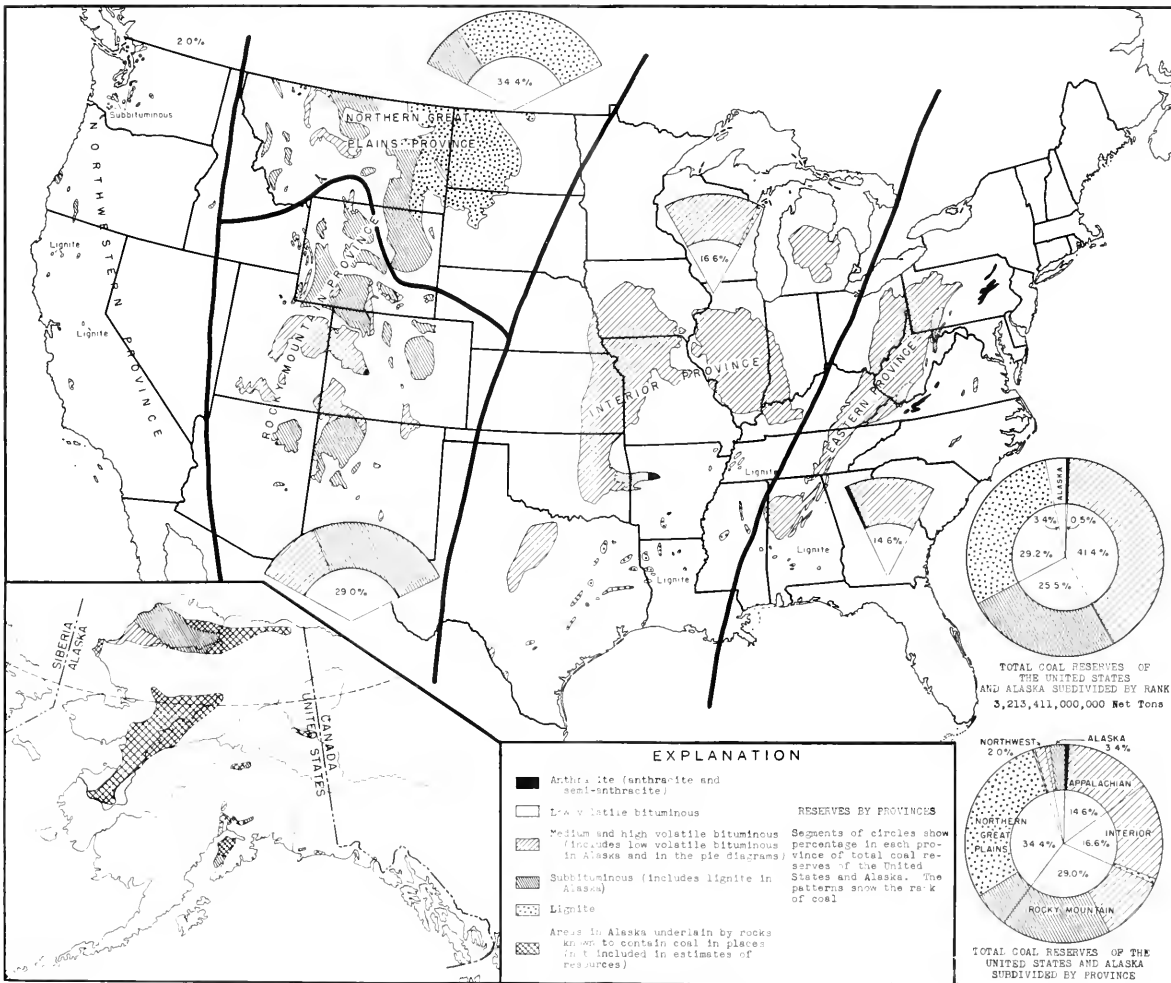 2.0%
Subbituminous
NORTHWESTERN PROVINCE
34.4%
NORTHERN GREAT
PLAINS PROVINCE
Lignite
Lignite
ROCKY MOUNTAIN PROVINCE
29.0%
16.6%
INTERIOR PROVINCE
EASTERN PROVINCE
Lignite
14.6%
Lignite
Lignite
ALASKA
3.4%
0.5%
29.2%
41.4%
25.5%
TOTAL COAL RESERVES OF
THE UNITED STATES
AND ALASKA SUBDIVIDED BY RANK
3,213,411,000,000 Net Tons
SIBERIA
ALASKA
CANADA
UNITED STATES
EXPLANATION
Anthracite (anthracite and
semi-anthracite)
Low volatile bituminous
Medium and high volatile bituminous
(includes low volatile bituminous
in Alaska and in the pie diagrams)
Subbituminous (includes lignite in
Alaska)
Lignite
Areas in Alaska underlain by rocks
known to contain coal in places
included in estimates of
resources)
RESERVES BY PROVINCES
Segments of circles show
percentage in each pro-
vince of total coal re-
serves of the United
States and Alaska. The
patterns show the rank
of coal
NORTHWEST
2.0%
ALASKA
3.4%
APPALACHIAN
14.6%
NORTHERN
GREAT
PLAINS
34.4%
INTERIOR
16.6%
29.0%
ROCKY MOUNTAIN
TOTAL COAL RESERVES OF THE
UNITED STATES AND ALASKA
SUBDIVIDED BY PROVINCE